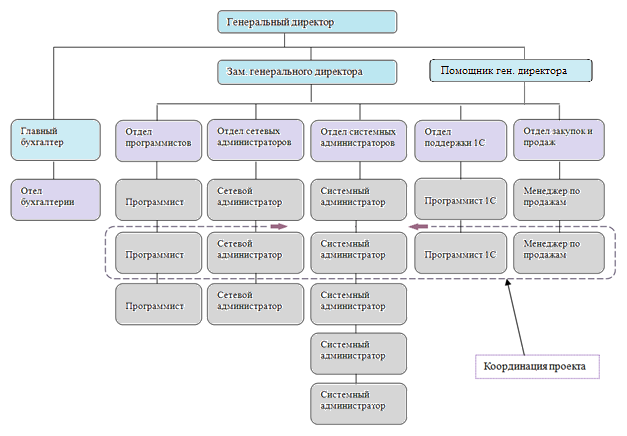 Генеральный директор
Зам. генерального директора
Помощник ген. директора
Главный
бухгалтер
Отдел
программистов
Отдел сетевых
администраторов
Отдел системных
администраторов
Отдел
поддержки 1С
Отдел закупок и
продаж
Отел
бухгалтерии
Программист
Сетевой
администратор
Системный
администратор
Программист 1С
Менеджер по
продажам
Программист
Сетевой
администратор
Системный
администратор
Программист 1С
Менеджер по
продажам
Программист
Сетевой
администратор
Системный
администратор
Системный
администратор
Системный
администратор
Координация проекта